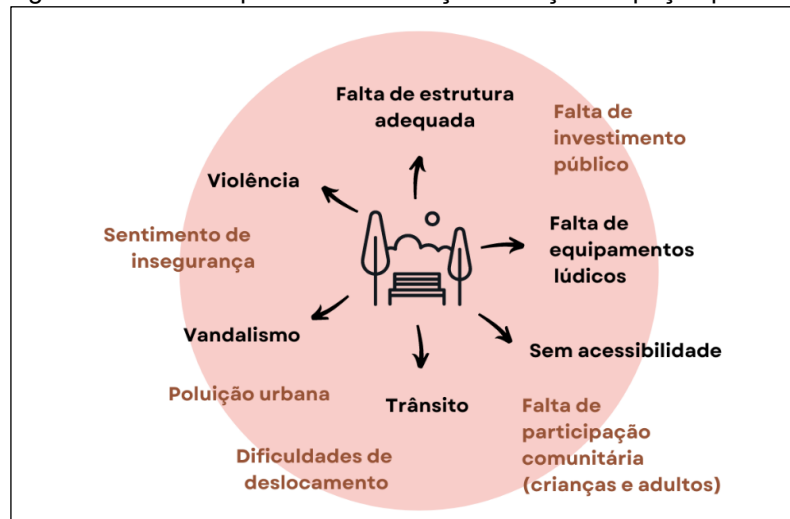 Falta de estrutura
adequada
Falta de
investimento
público
Violência
Falta de
equipamentos
lúdicos
Sentimento de
insegurança
Vandalismo
Sem acessibilidade
Poluição urbana
Trânsito
Falta de
participação
comunitária
(crianças e adultos)
Dificuldades de
deslocamento